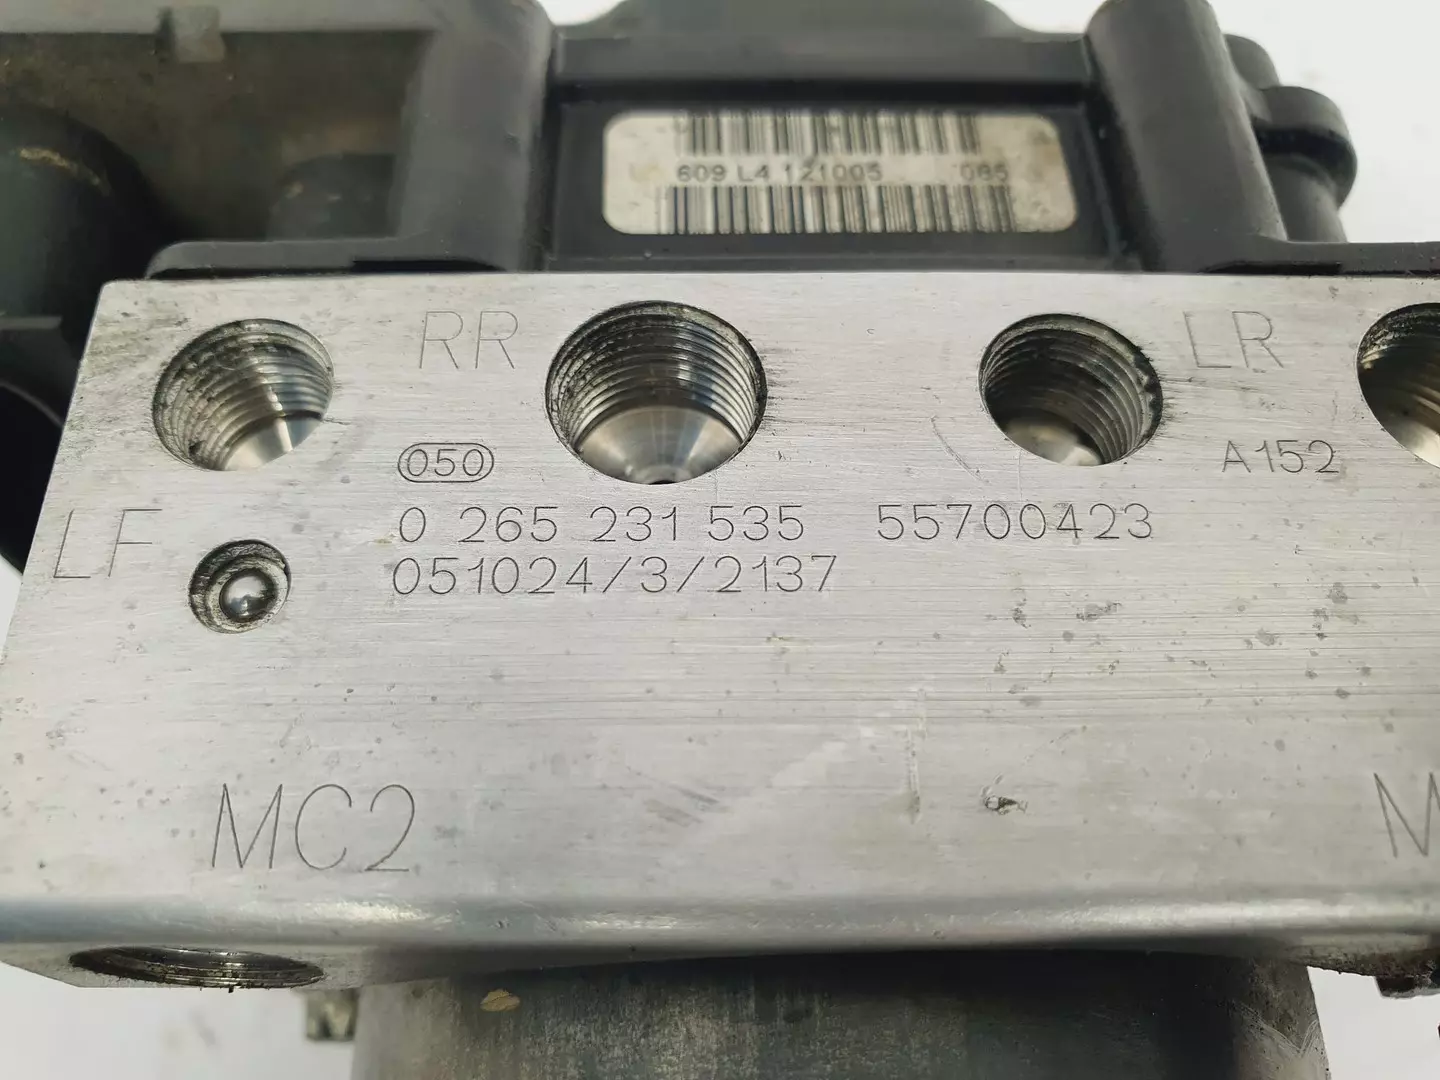 609 L4 121005 085
RR LR
050 A152
LF 0 265 231 535 55700423
051024/3/2137
MC2 M